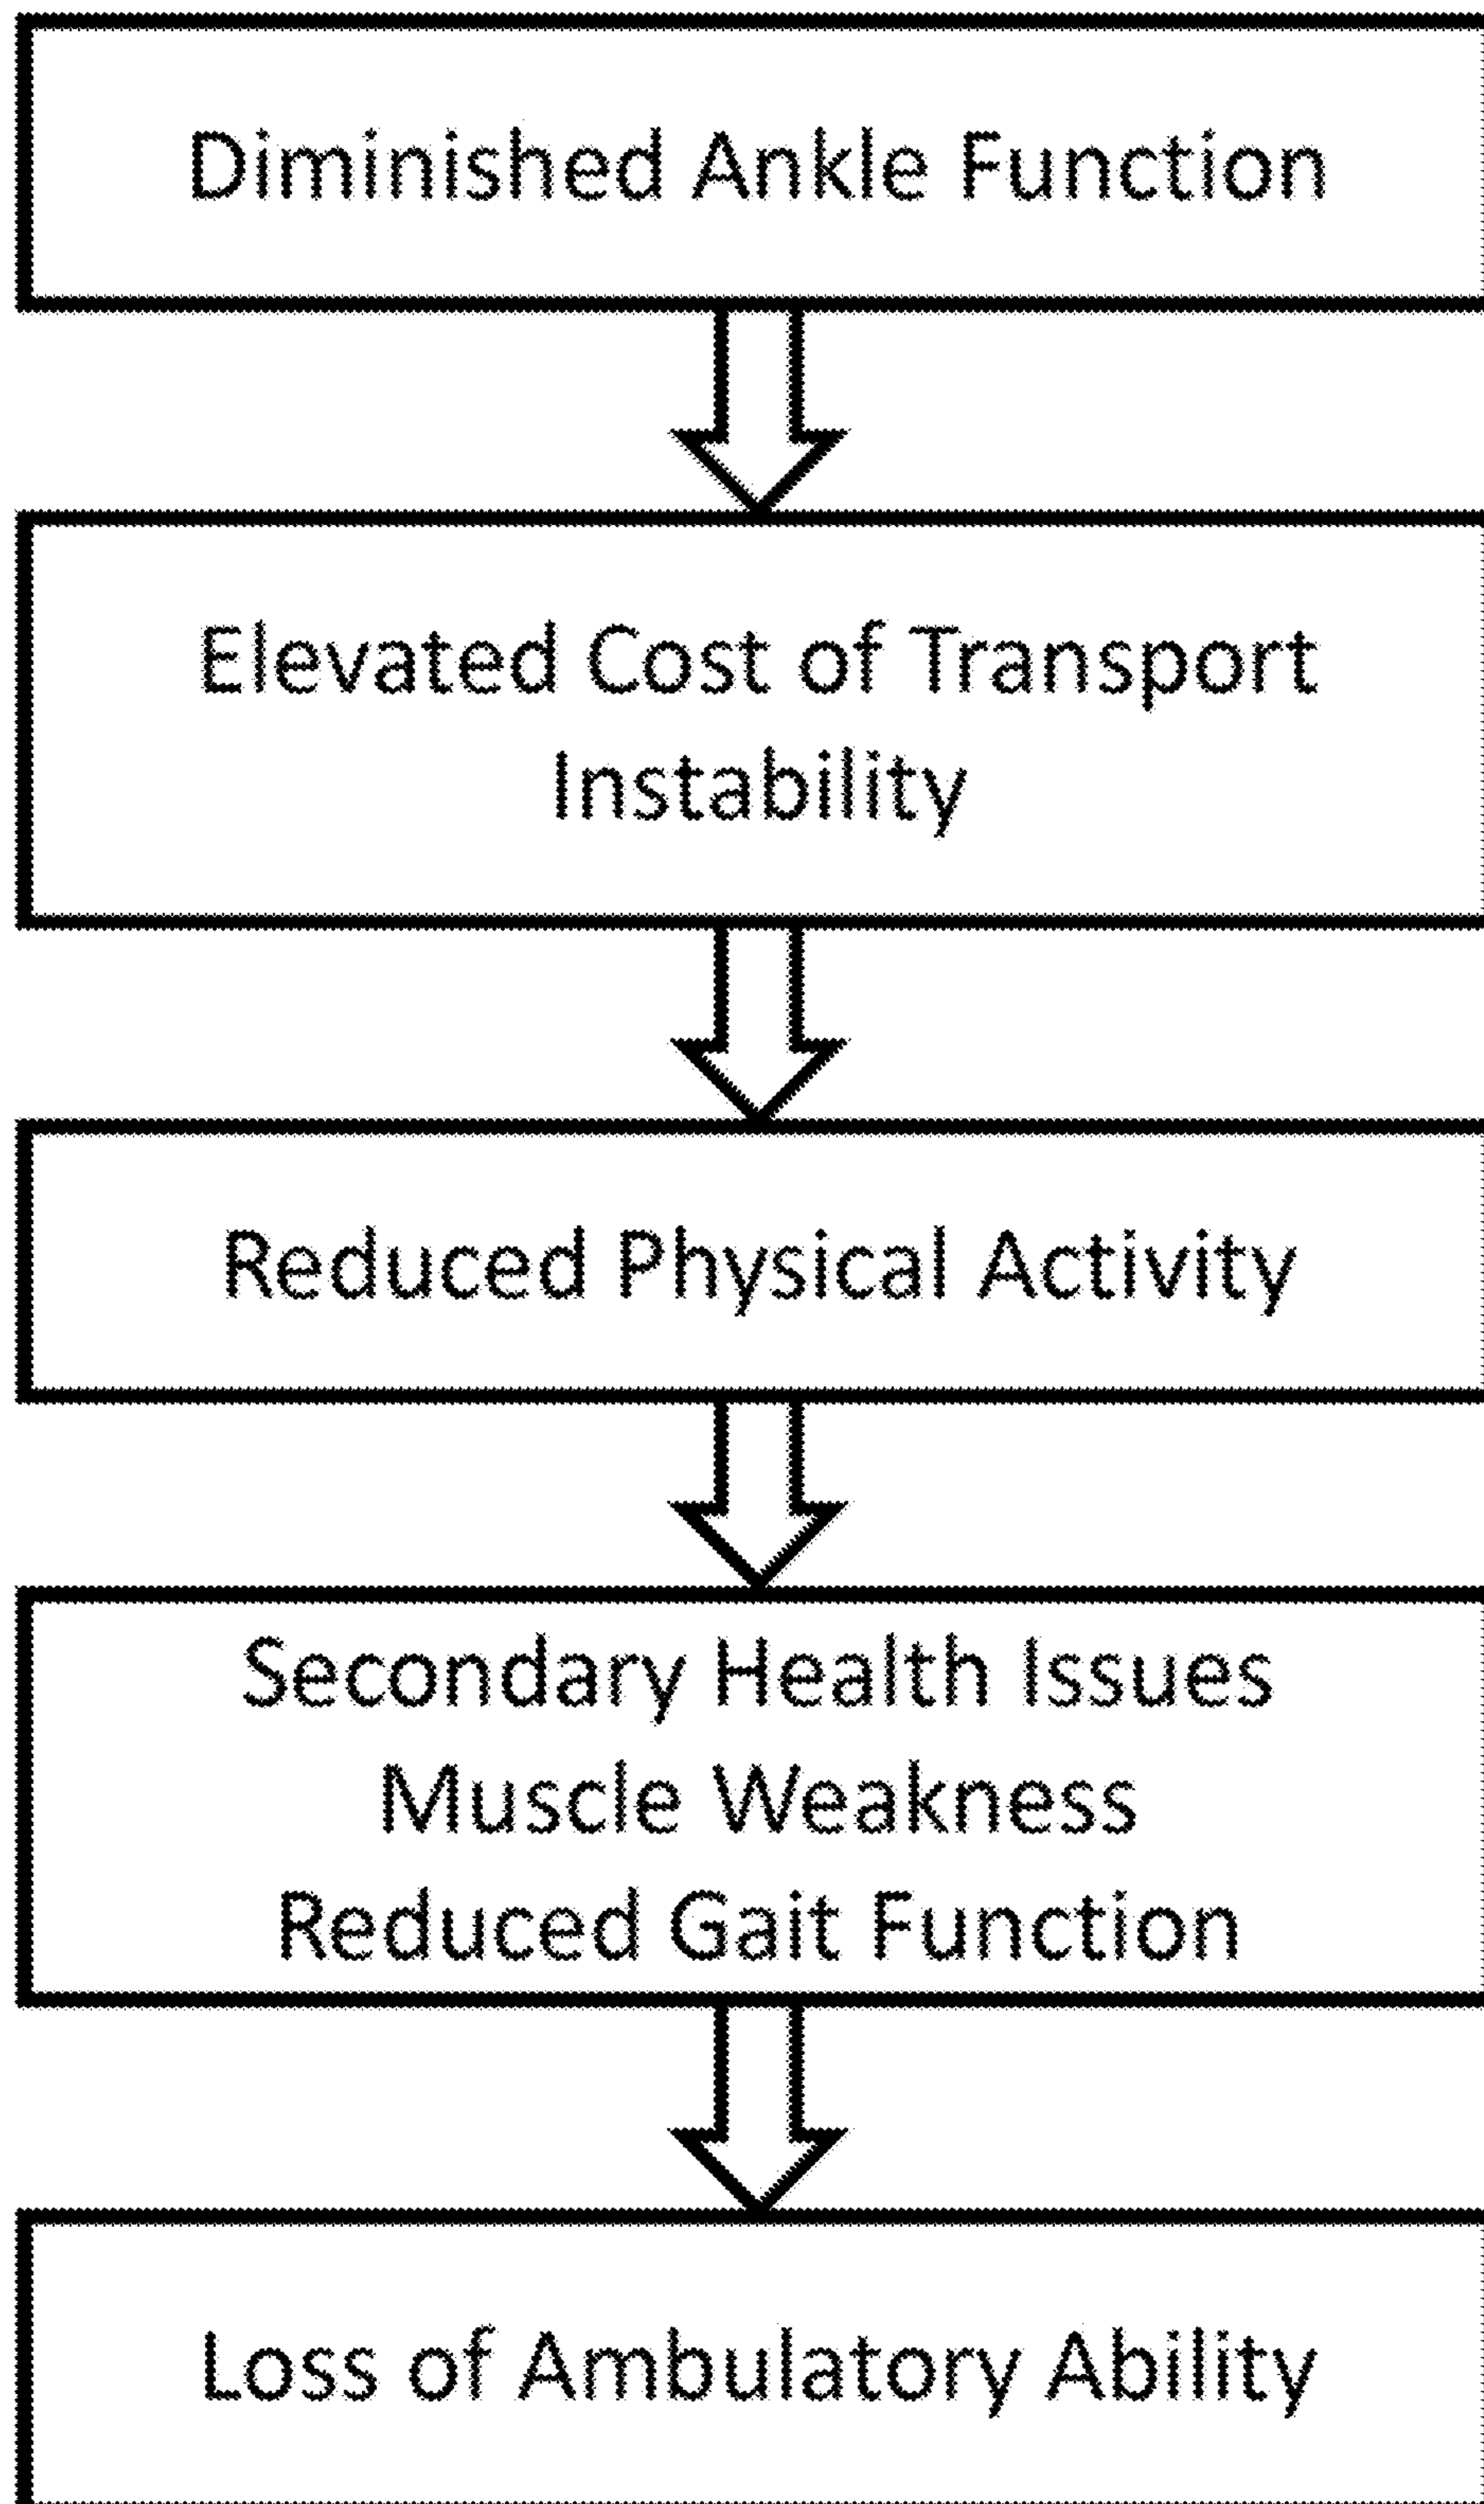 Diminished Ankle Function
Elevated Cost of Transport
Instability
Reduced Physical Activity
Secondary Health Issues
Muscle Weakness
Reduced Gait Function
Loss of Ambulatory Ability